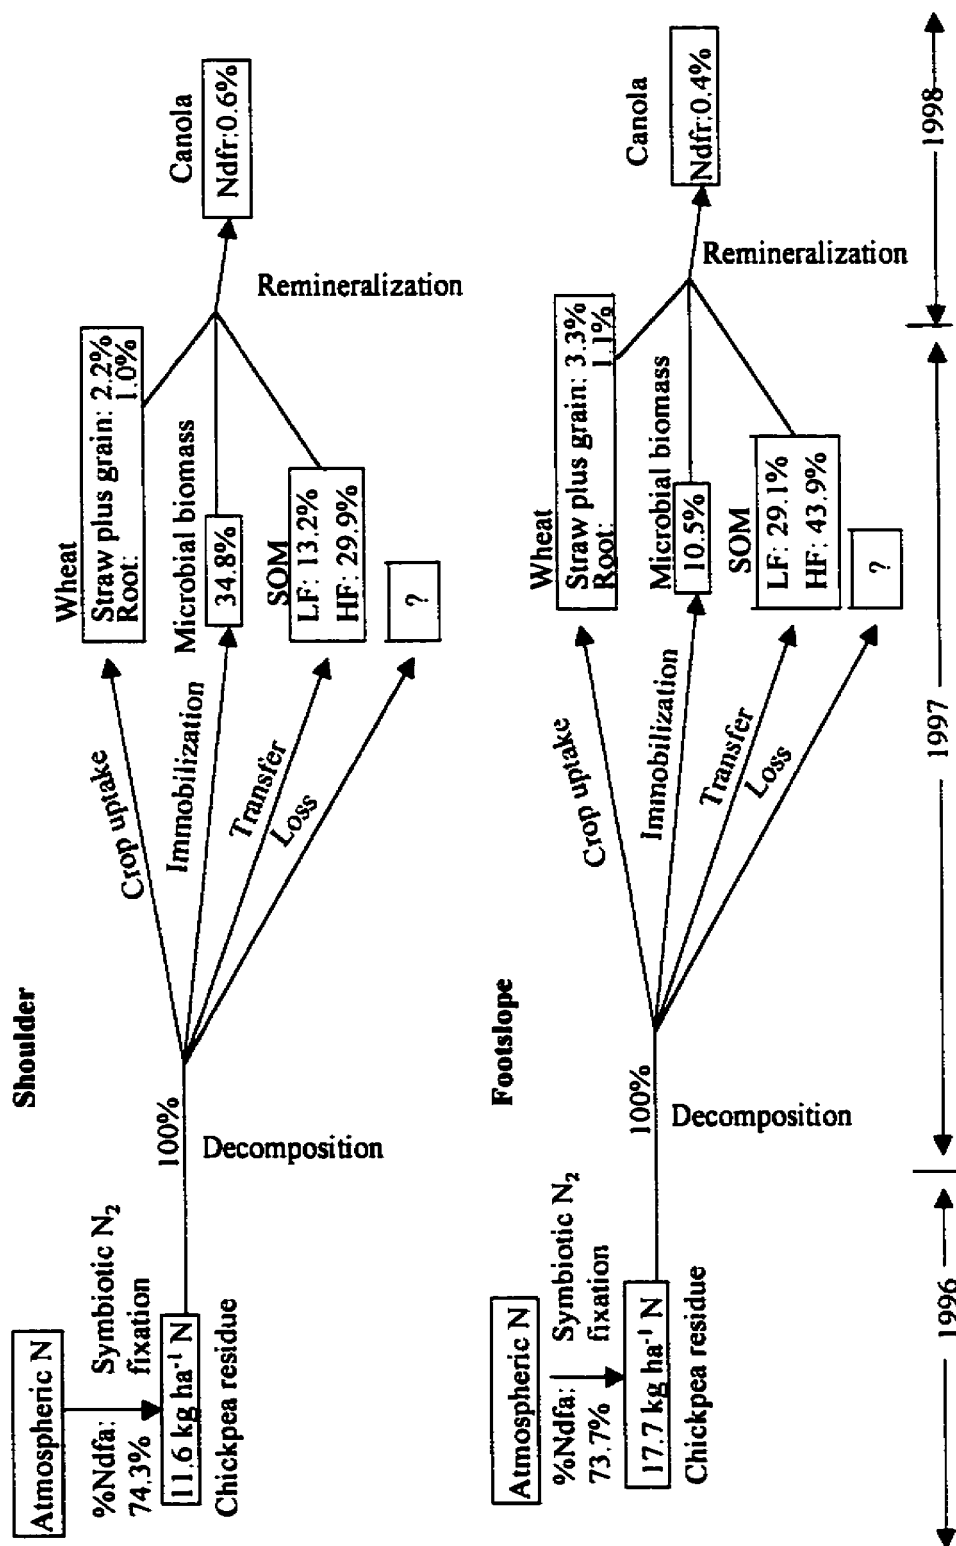 Shoulder
Atmospheric N
%Ndfa: Symbiotic N₂
74.3% fixation
11.6 kg ha⁻¹ N
Chickpea residue
100%
Decomposition
Crop uptake
Immobilization
Transfer
Loss
Wheat
Straw plus grain: 2.2%
Root: 1.0%
Microbial biomass
34.8%
SOM
LF: 13.2%
HF: 29.9%
?
Remineralization
Canola
Ndfr:0.6%
Footslope
Atmospheric N
%Ndfa: Symbiotic N₂
73.7% fixation
17.7 kg ha⁻¹ N
Chickpea residue
100%
Decomposition
Crop uptake
Immobilization
Transfer
Loss
Wheat
Straw plus grain: 3.3%
Root: 1.1%
Microbial biomass
10.5%
SOM
LF: 29.1%
HF: 43.9%
?
Remineralization
Canola
Ndfr:0.4%
1996
1997
1998